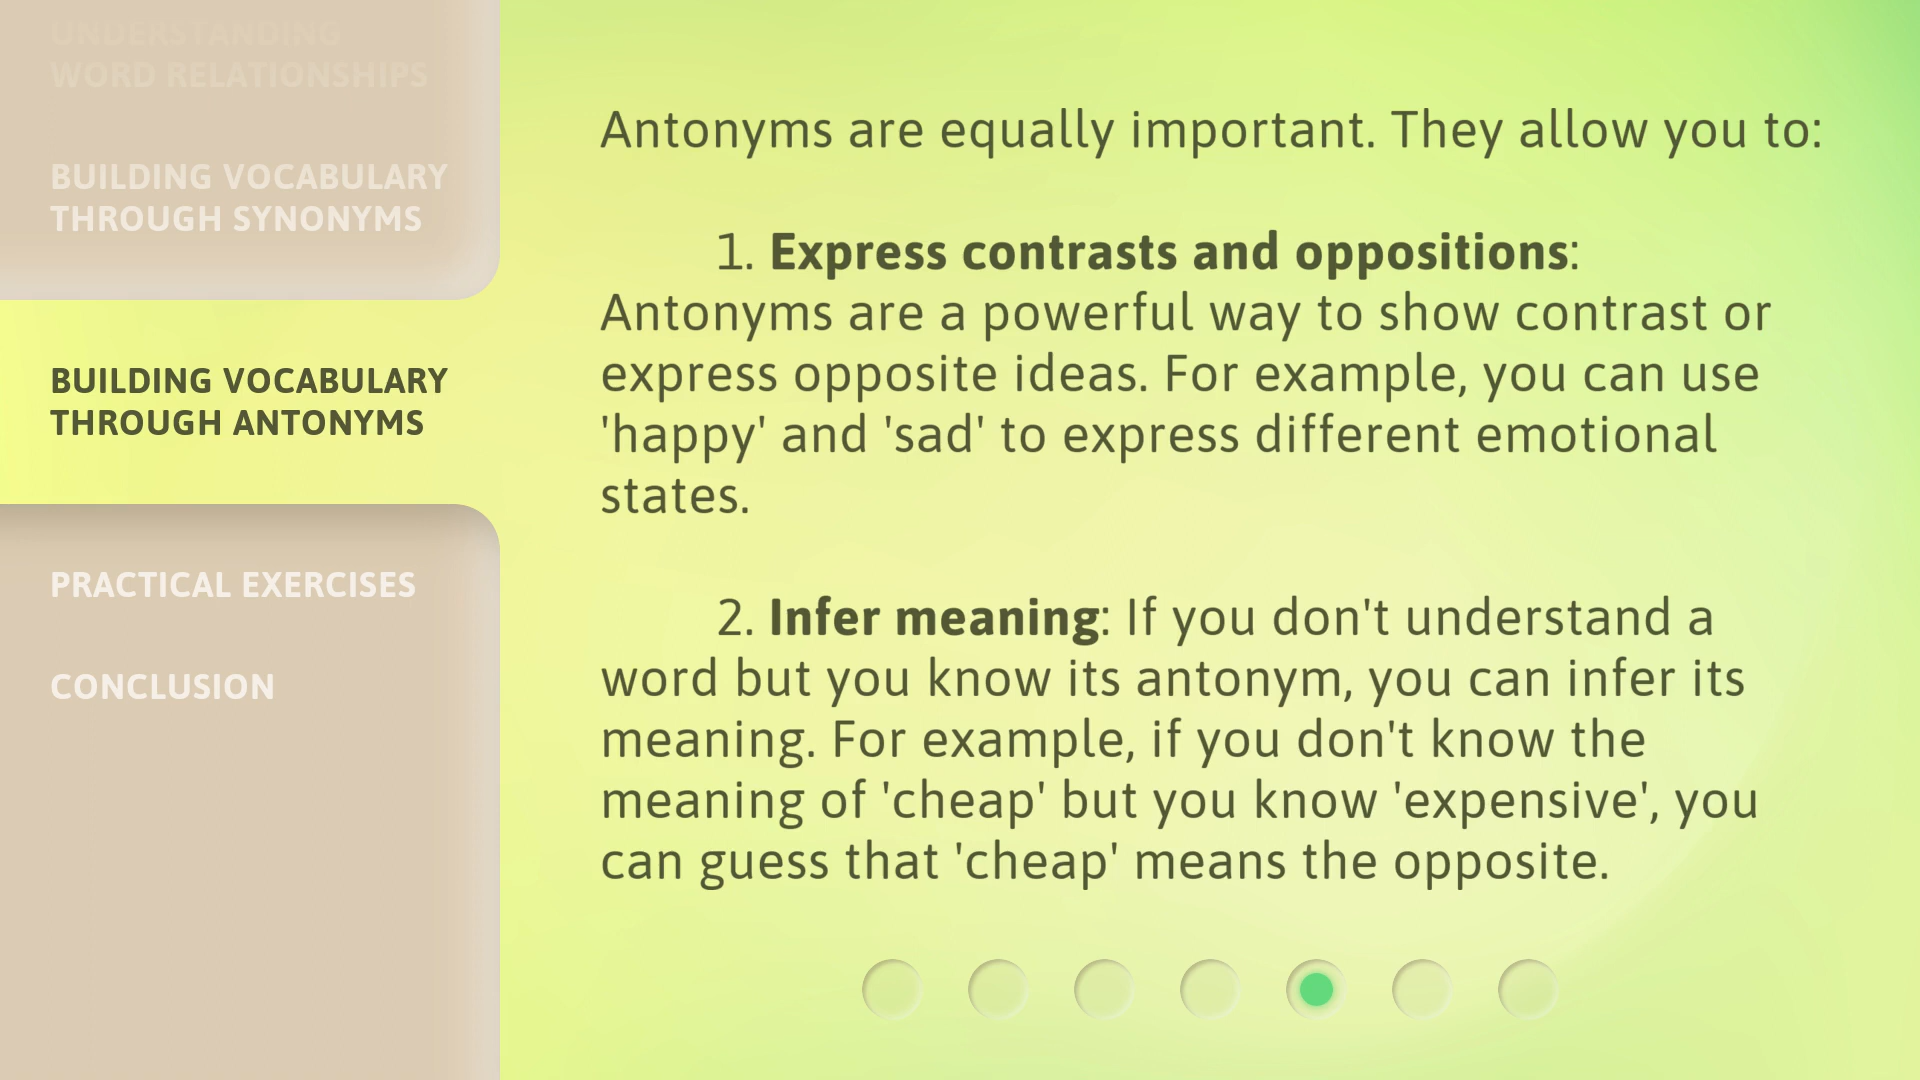 UNDERSTANDING
WORD RELATIONSHIPS
BUILDING VOCABULARY
THROUGH SYNONYMS
BUILDING VOCABULARY
THROUGH ANTONYMS
PRACTICAL EXERCISES
CONCLUSION
Antonyms are equally important. They allow you to:
1. Express contrasts and oppositions:
Antonyms are a powerful way to show contrast or
express opposite ideas. For example, you can use
'happy' and 'sad' to express different emotional
states.
2. Infer meaning: If you don't understand a
word but you know its antonym, you can infer its
meaning. For example, if you don't know the
meaning of 'cheap' but you know 'expensive', you
can guess that 'cheap' means the opposite.